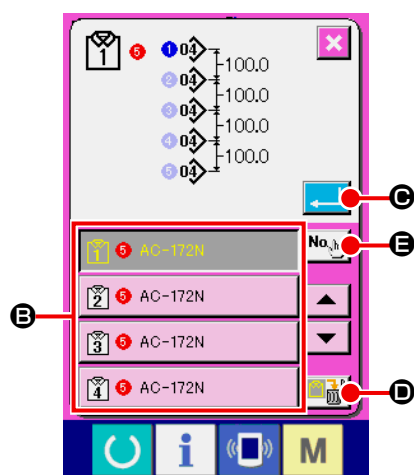 1 5 1 04 100.0
2 04 100.0
3 04 100.0
4 04 100.0
5 04
C
No. E
1 5 AC-172N
B 2 5 AC-172N
3 5 AC-172N
4 5 AC-172N
D
i M